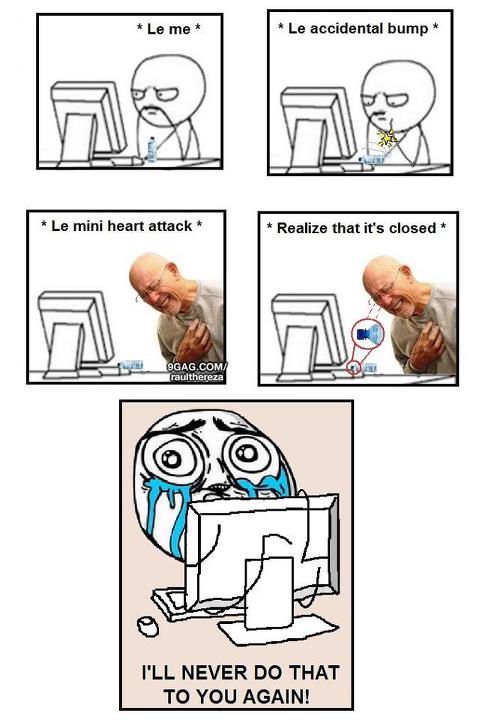 * Le me *
* Le accidental bump *
* Le mini heart attack *
* Realize that it's closed *
9GAG.COM/
raulthereza
I'LL NEVER DO THAT
TO YOU AGAIN!